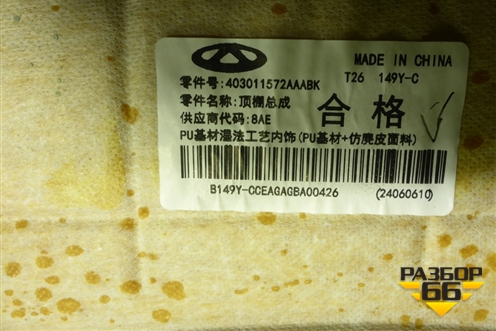 MADE IN CHINA
T26 149Y-C
零件号:403011572AAABK
零件名称:顶棚总成
供应商代码:8AE
合格
PU基材湿法工艺内饰(PU基材+仿麂皮面料)
B149Y-CCEAGAGBA00426
(24060610)
РАЗБОР
66